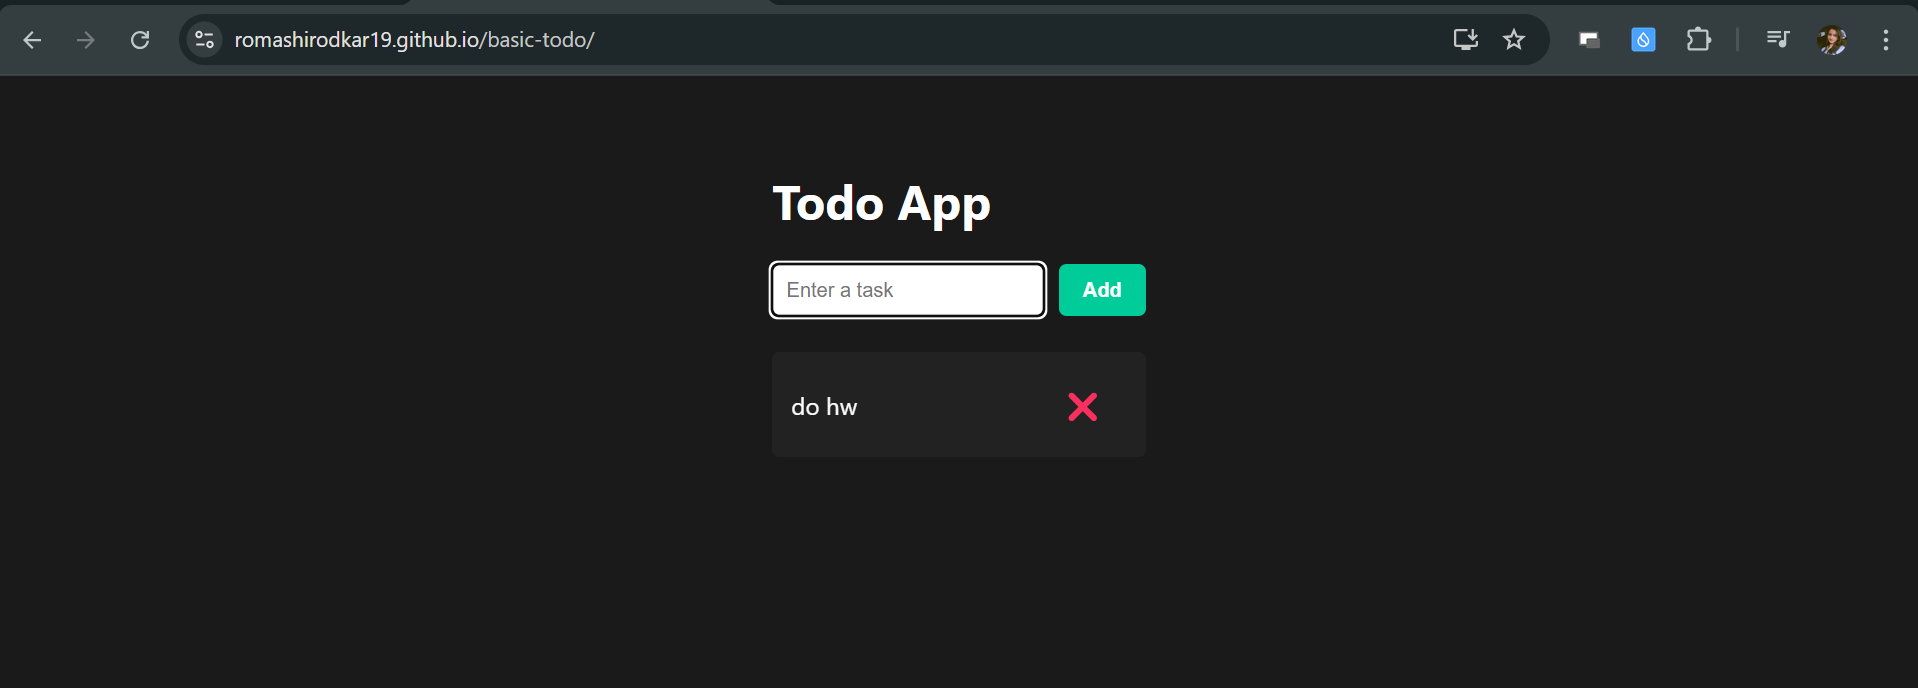 romashirodkar19.github.io/basic-todo/
Todo App
Enter a task
Add
do hw